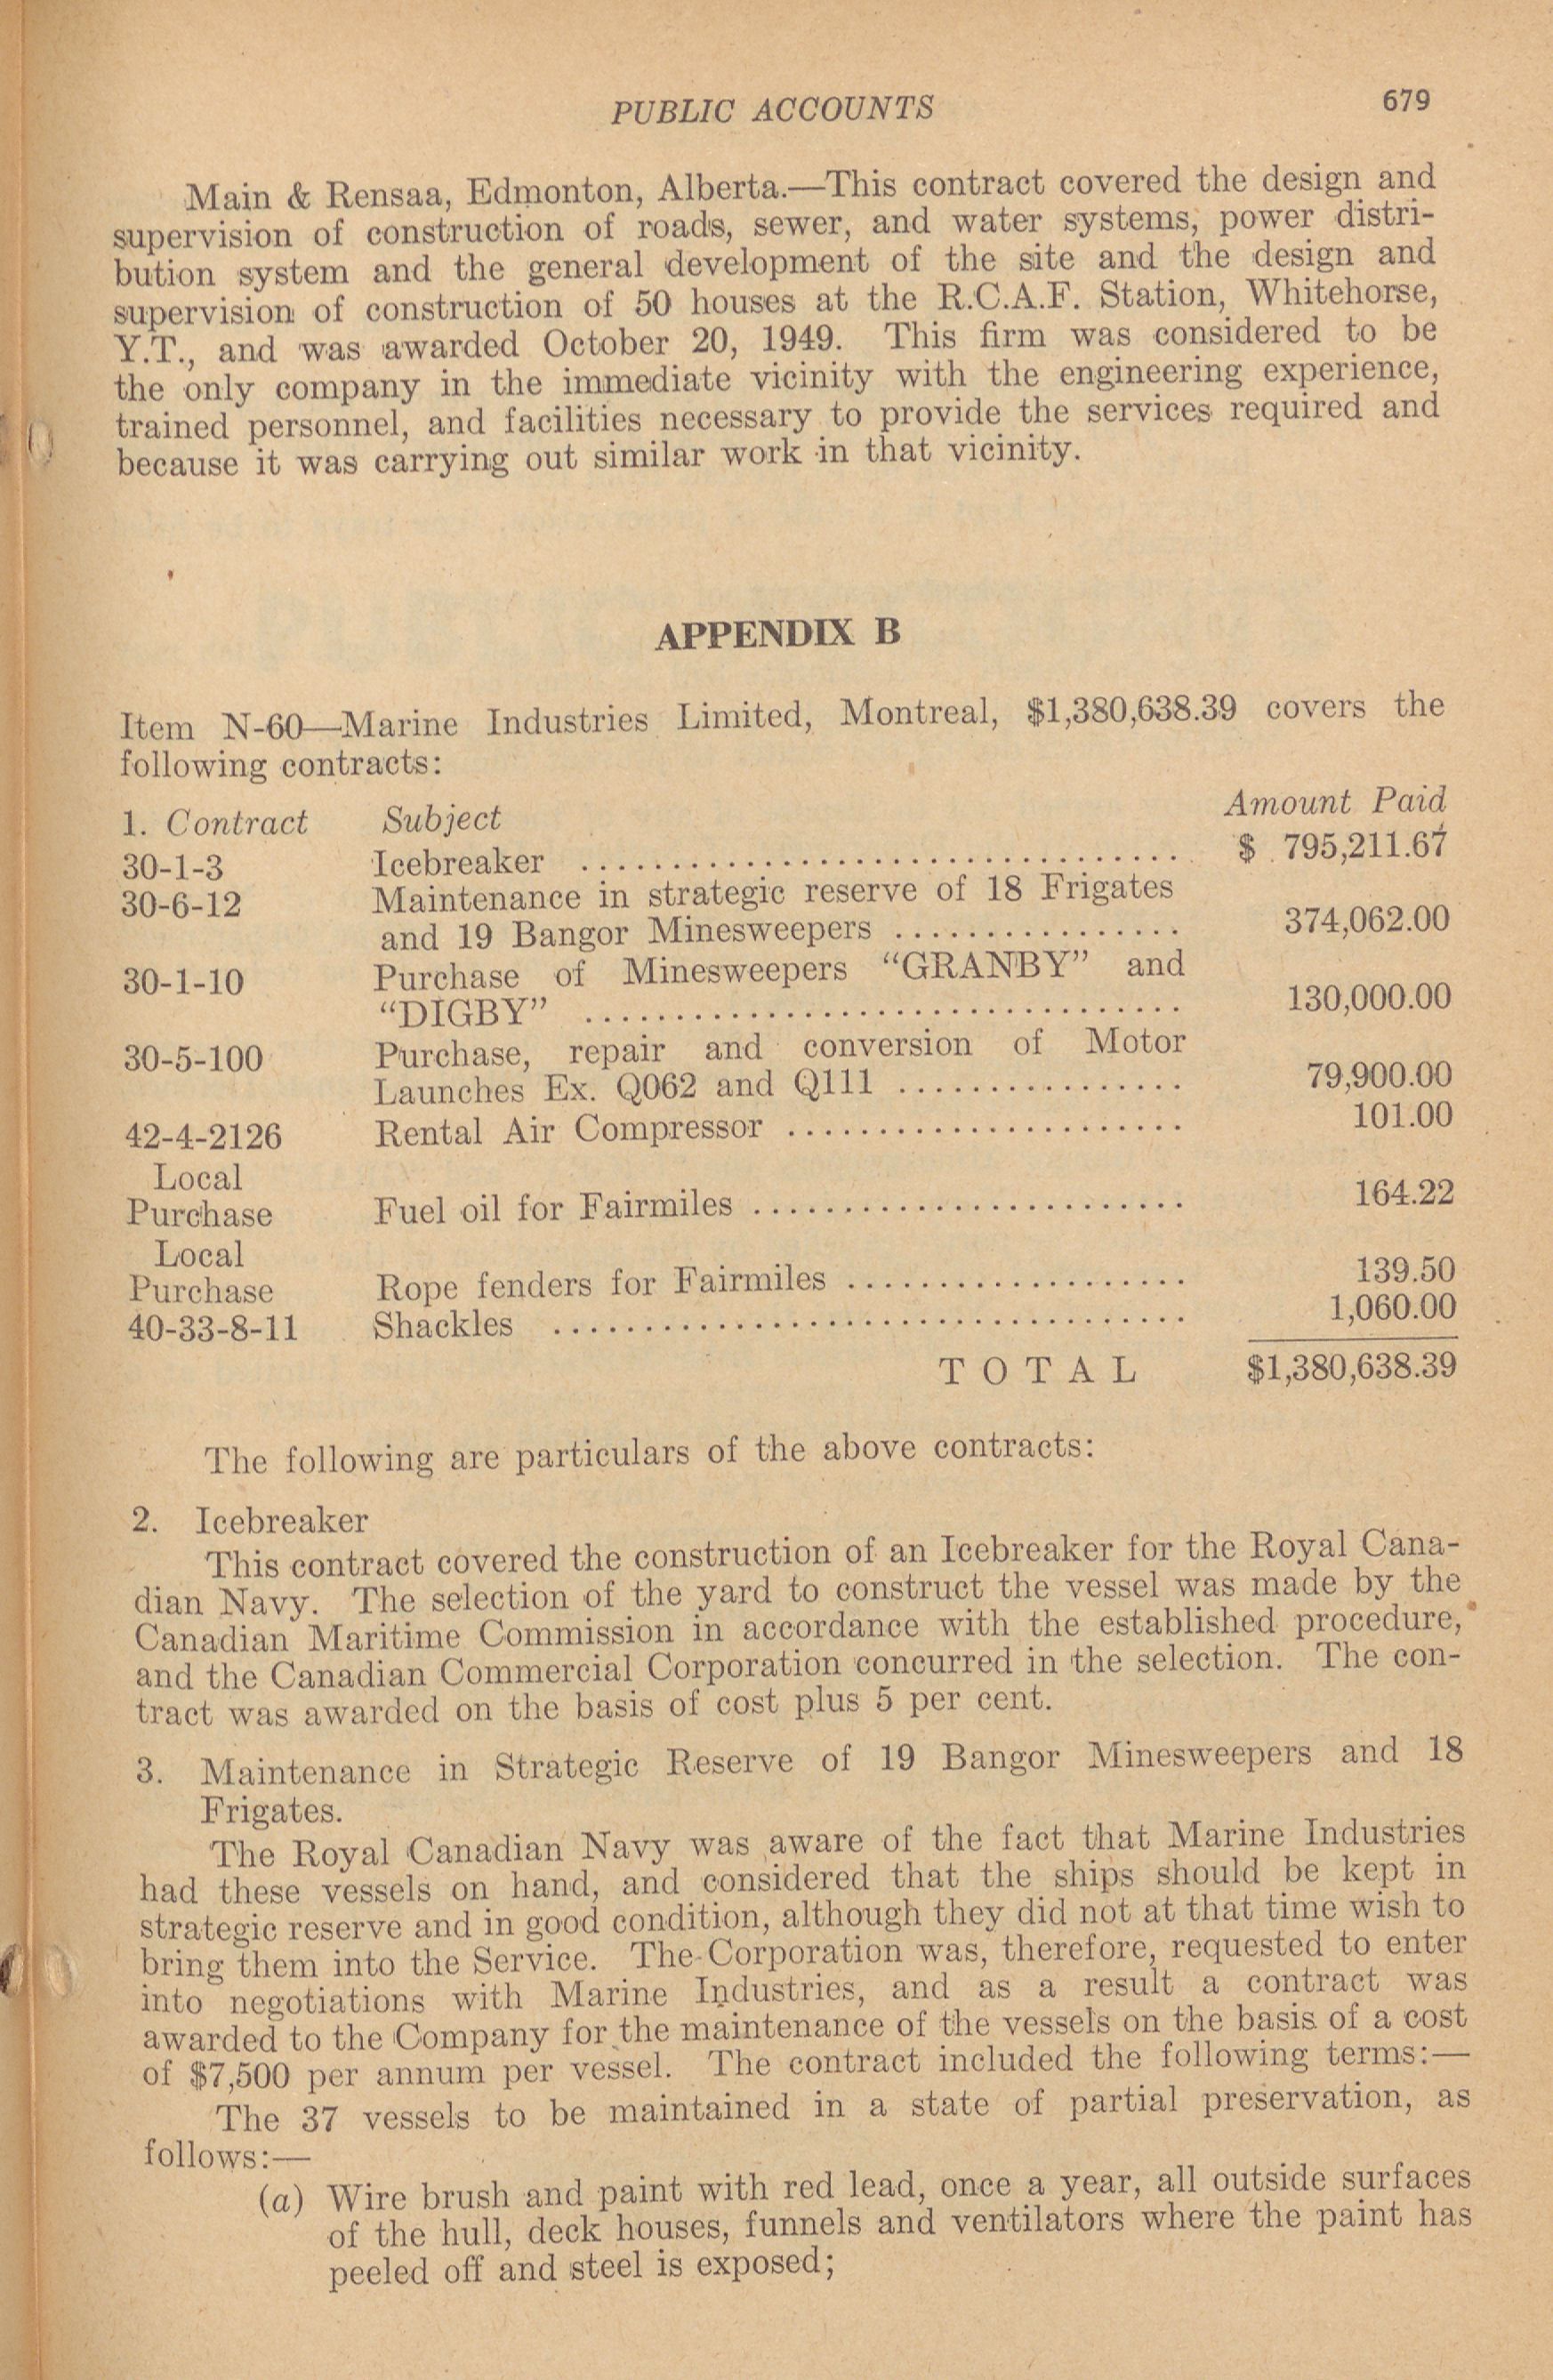 PUBLIC ACCOUNTS 679
Main & Rensaa, Edmonton, Alberta.—This contract covered the design and
supervision of construction of roads, sewer, and water systems, power distri-
bution system and the general development of the site and the design and
supervision of construction of 50 houses at the R.C.A.F. Station, Whitehorse,
Y.T., and was awarded October 20, 1949. This firm was considered to be
the only company in the immediate vicinity with the engineering experience,
trained personnel, and facilities necessary to provide the services required and
because it was carrying out similar work in that vicinity.
APPENDIX B
Item N-60—Marine Industries Limited, Montreal, $1,380,638.39 covers the
following contracts:
1. Contract Subject Amount Paid
30-1-3 Icebreaker ................................. $ 795,211.67
30-6-12 Maintenance in strategic reserve of 18 Frigates
and 19 Bangor Minesweepers ................ 374,062.00
30-1-10 Purchase of Minesweepers "GRANBY" and
"DIGBY" ................................. 130,000.00
30-5-100 Purchase, repair and conversion of Motor
Launches Ex. Q062 and Q111 ................ 79,900.00
42-4-2126 Rental Air Compressor ...................... 101.00
Local
Purchase Fuel oil for Fairmiles ........................ 164.22
Local
Purchase Rope fenders for Fairmiles ................... 139.50
40-33-8-11 Shackles ................................... 1,060.00
TOTAL $1,380,638.39
The following are particulars of the above contracts:
2. Icebreaker
This contract covered the construction of an Icebreaker for the Royal Cana-
dian Navy. The selection of the yard to construct the vessel was made by the
Canadian Maritime Commission in accordance with the established procedure,
and the Canadian Commercial Corporation concurred in the selection. The con-
tract was awarded on the basis of cost plus 5 per cent.
3. Maintenance in Strategic Reserve of 19 Bangor Minesweepers and 18
Frigates.
The Royal Canadian Navy was aware of the fact that Marine Industries
had these vessels on hand, and considered that the ships should be kept in
strategic reserve and in good condition, although they did not at that time wish to
bring them into the Service. The Corporation was, therefore, requested to enter
into negotiations with Marine Industries, and as a result a contract was
awarded to the Company for the maintenance of the vessels on the basis of a cost
of $7,500 per annum per vessel. The contract included the following terms:—
The 37 vessels to be maintained in a state of partial preservation, as
follows:—
(a) Wire brush and paint with red lead, once a year, all outside surfaces
of the hull, deck houses, funnels and ventilators where the paint has
peeled off and steel is exposed;